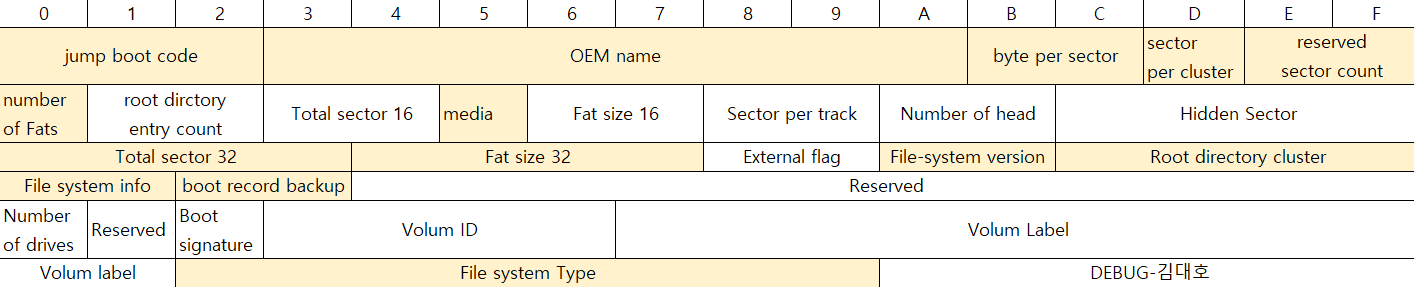 0 1 2 3 4 5 6 7 8 9 A B C D E F
jump boot code
OEM name
byte per sector
sector
per cluster
reserved
sector count
number
of Fats
root dirctory
entry count
Total sector 16
media
Fat size 16
Sector per track
Number of head
Hidden Sector
Total sector 32
Fat size 32
External flag
File-system version
Root directory cluster
File system info
boot record backup
Reserved
Number
of drives
Reserved
Boot
signature
Volum ID
Volum Label
Volum label
File system Type
DEBUG-김대호